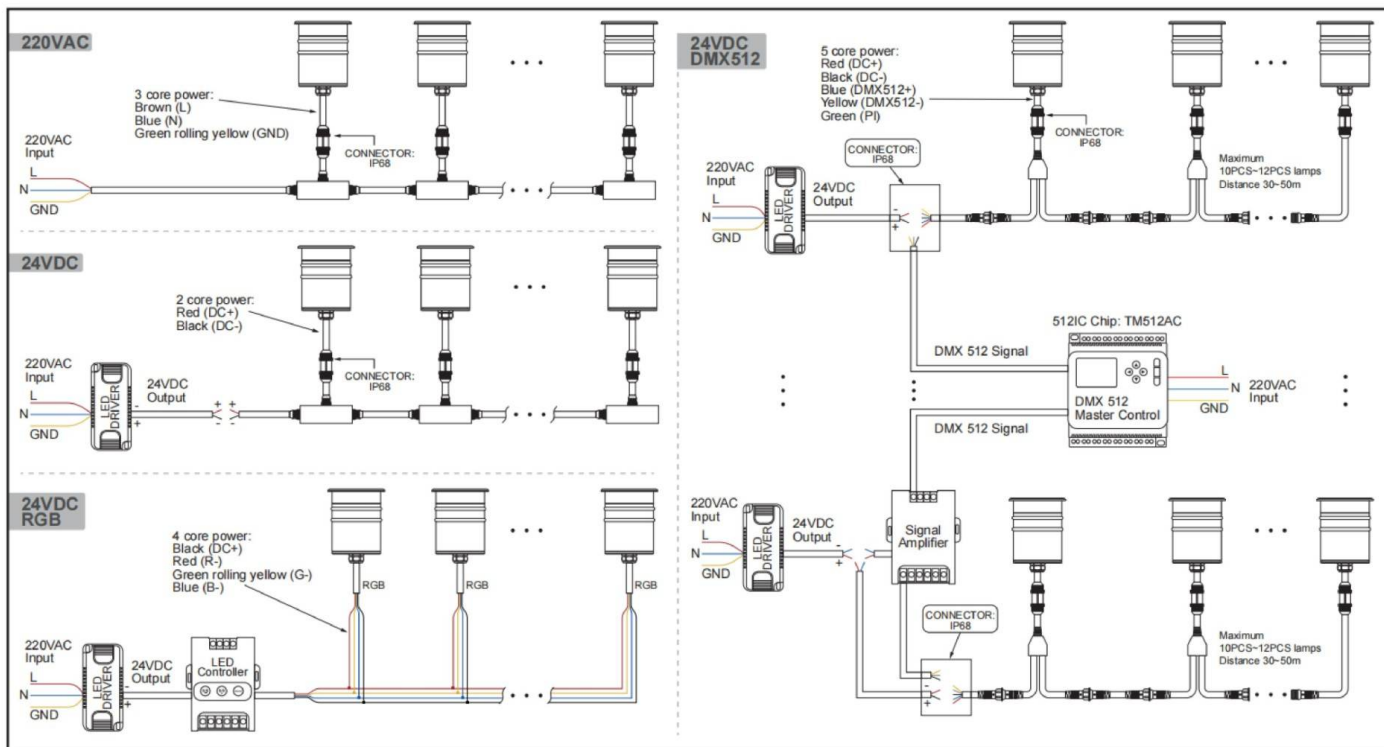 220VAC
3 core power:
Brown (L)
Blue (N)
Green rolling yellow (GND)
CONNECTOR:
IP68
220VAC
Input
L
N
GND
24VDC
2 core power:
Red (DC+)
Black (DC-)
CONNECTOR:
IP68
220VAC
Input
L
N
GND
LED
DRIVER
-
+
24VDC
Output
+ +
- -
24VDC
RGB
4 core power:
Black (DC+)
Red (R-)
Green rolling yellow (G-)
Blue (B-)
RGB
RGB
RGB
220VAC
Input
L
N
GND
LED
DRIVER
-
+
24VDC
Output
LED
Controller
24VDC
DMX512
5 core power:
Red (DC+)
Black (DC-)
Blue (DMX512+)
Yellow (DMX512-)
Green (PI)
CONNECTOR:
IP68
CONNECTOR:
IP68
220VAC
Input
L
N
GND
LED
DRIVER
24VDC
Output
-
+
Maximum
10PCS~12PCS lamps
Distance 30~50m
512IC Chip: TM512AC
DMX 512 Signal
DMX 512
Master Control
L
N
GND
220VAC
Input
DMX 512 Signal
220VAC
Input
L
N
GND
LED
DRIVER
24VDC
Output
-
+
Signal
Amplifier
CONNECTOR:
IP68
-
+
Maximum
10PCS~12PCS lamps
Distance 30~50m